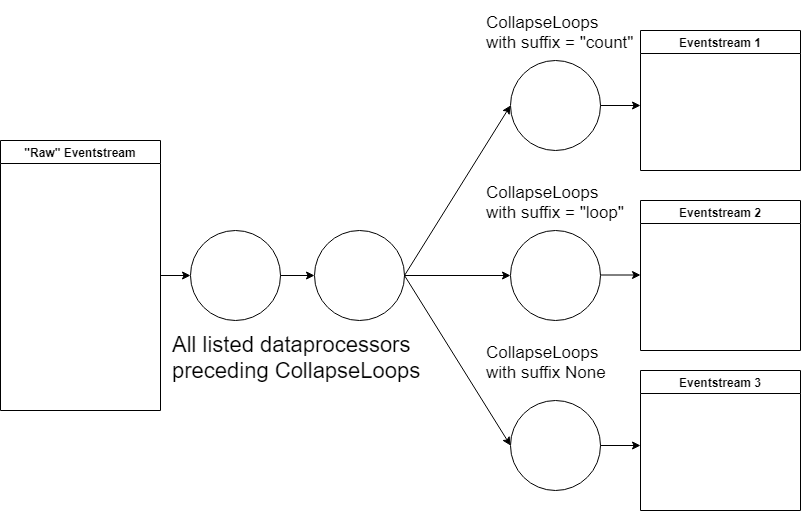 CollapseLoops
with suffix = "count"
Eventstream 1
"Raw" Eventstream
CollapseLoops
with suffix = "loop"
Eventstream 2
All listed dataprocessors
preceding CollapseLoops
CollapseLoops
with suffix None
Eventstream 3